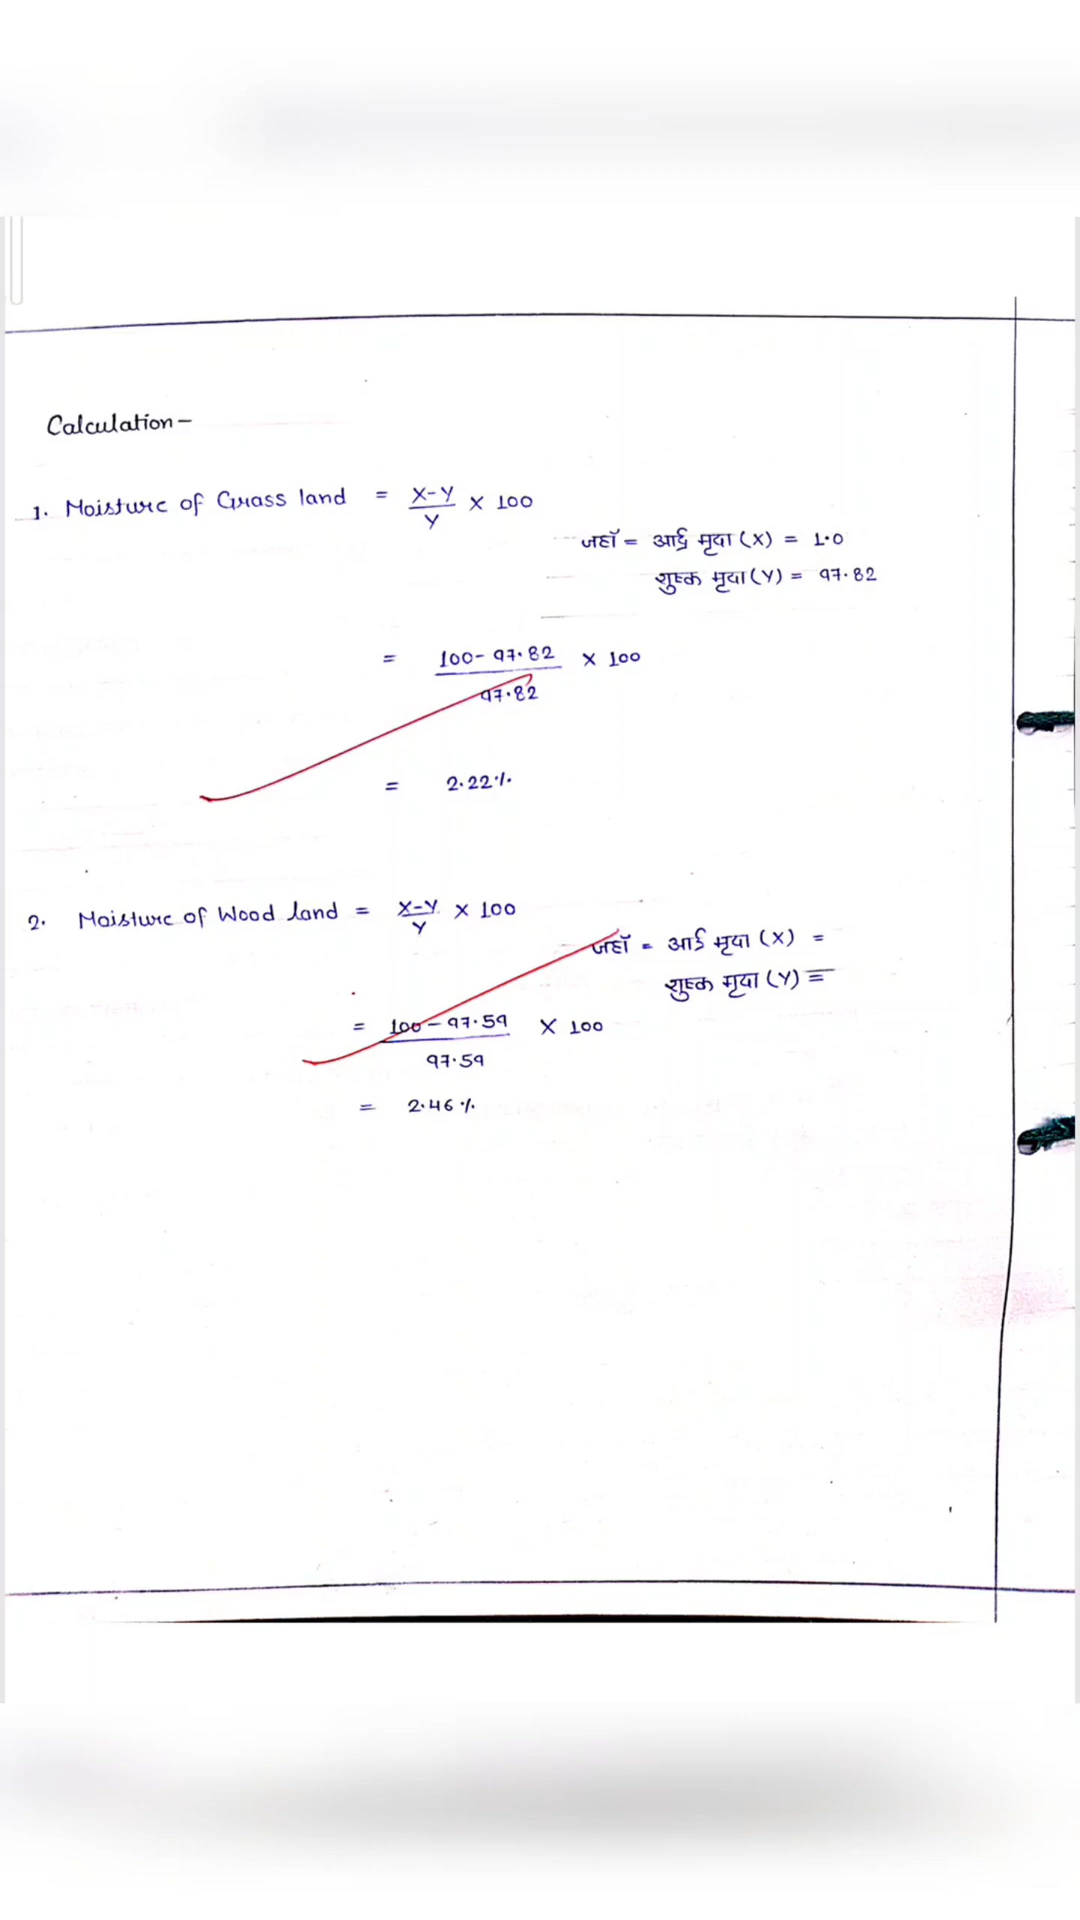 Calculation-
1. Moisture of Grass land = X-Y/Y × 100
जहाँ = आर्द्र मृदा (X) = 1.0
शुष्क मृदा (Y) = 97.82
= 100-97.82/97.82 × 100
= 2.22%
2. Moisture of Wood land = X-Y/Y × 100
जहाँ = आर्द मृदा (X) =
शुष्क मृदा (Y) =
= 100-97.59/97.59 × 100
= 2.46%